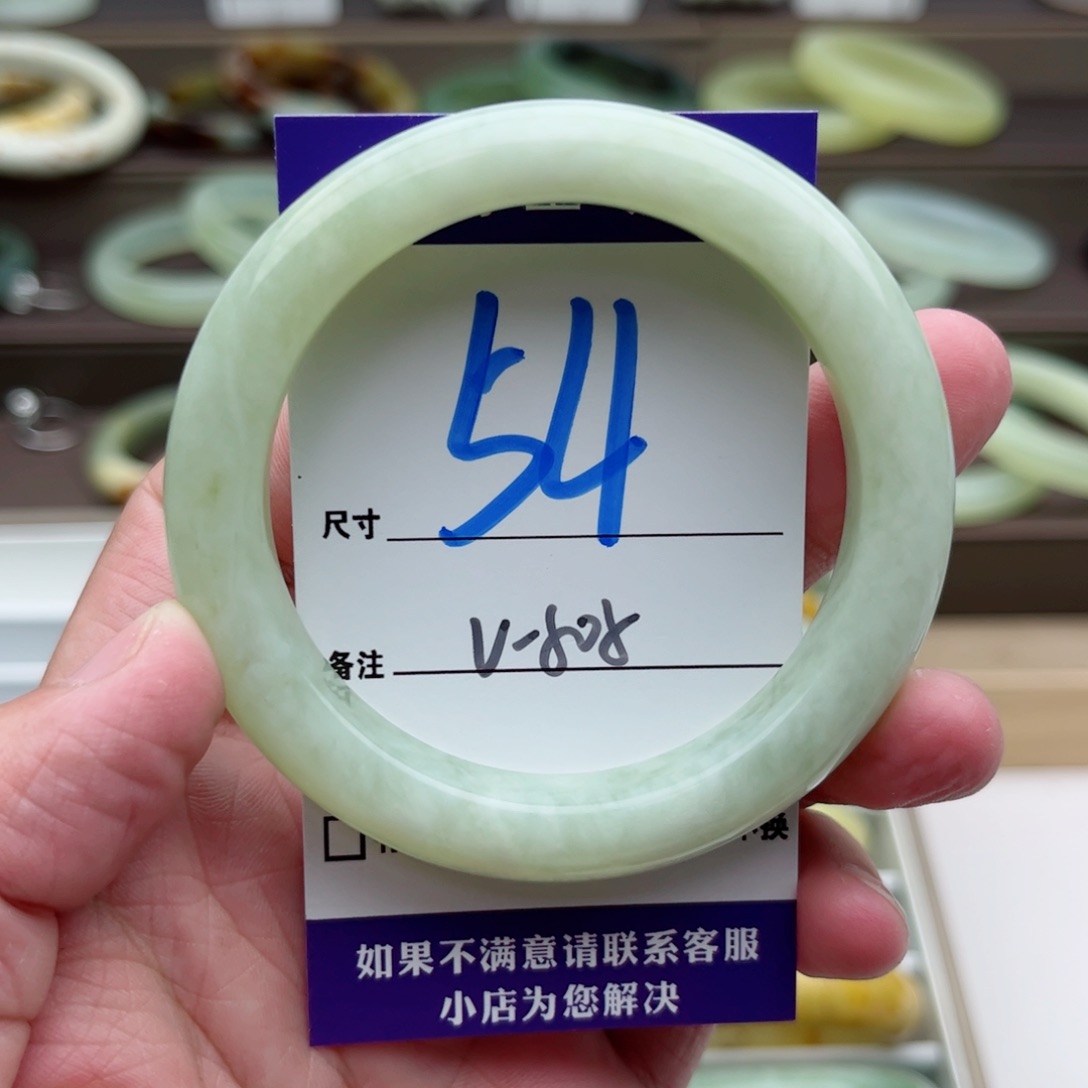 尺寸 54
备注 V-808
换
如果不满意请联系客服
小店为您解决